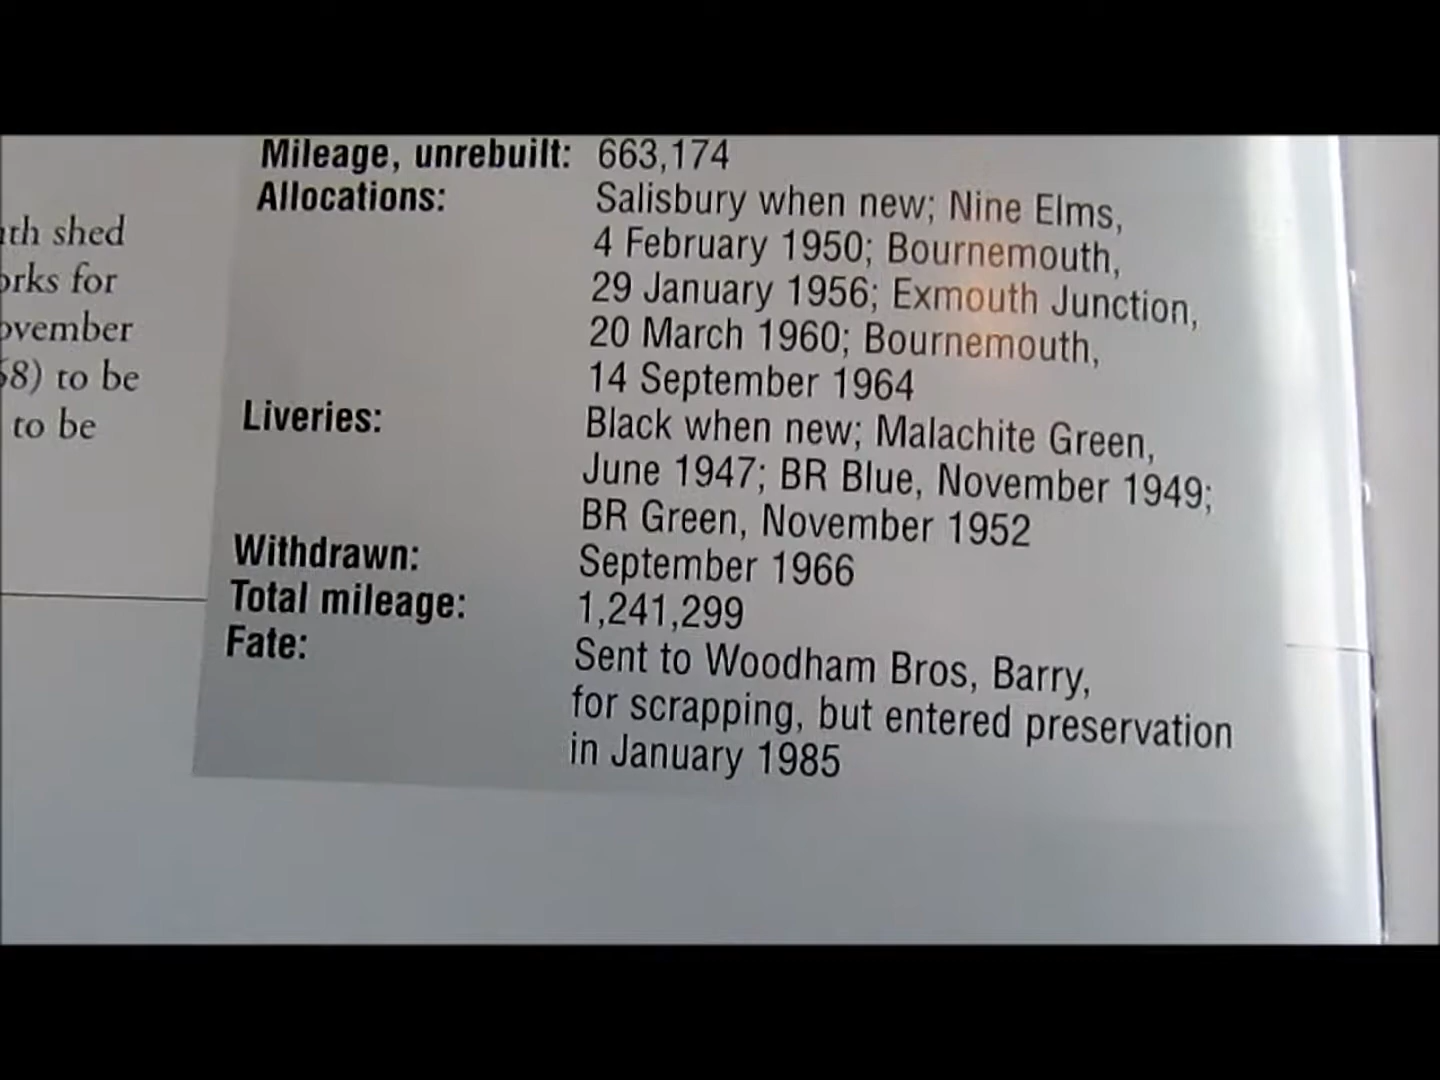 th shed
orks for
ovember
68) to be
to be
Mileage, unrebuilt: 663,174
Allocations: Salisbury when new; Nine Elms,
4 February 1950; Bournemouth,
29 January 1956; Exmouth Junction,
20 March 1960; Bournemouth,
14 September 1964
Liveries: Black when new; Malachite Green,
June 1947; BR Blue, November 1949;
BR Green, November 1952
Withdrawn: September 1966
Total mileage: 1,241,299
Fate: Sent to Woodham Bros, Barry,
for scrapping, but entered preservation
in January 1985